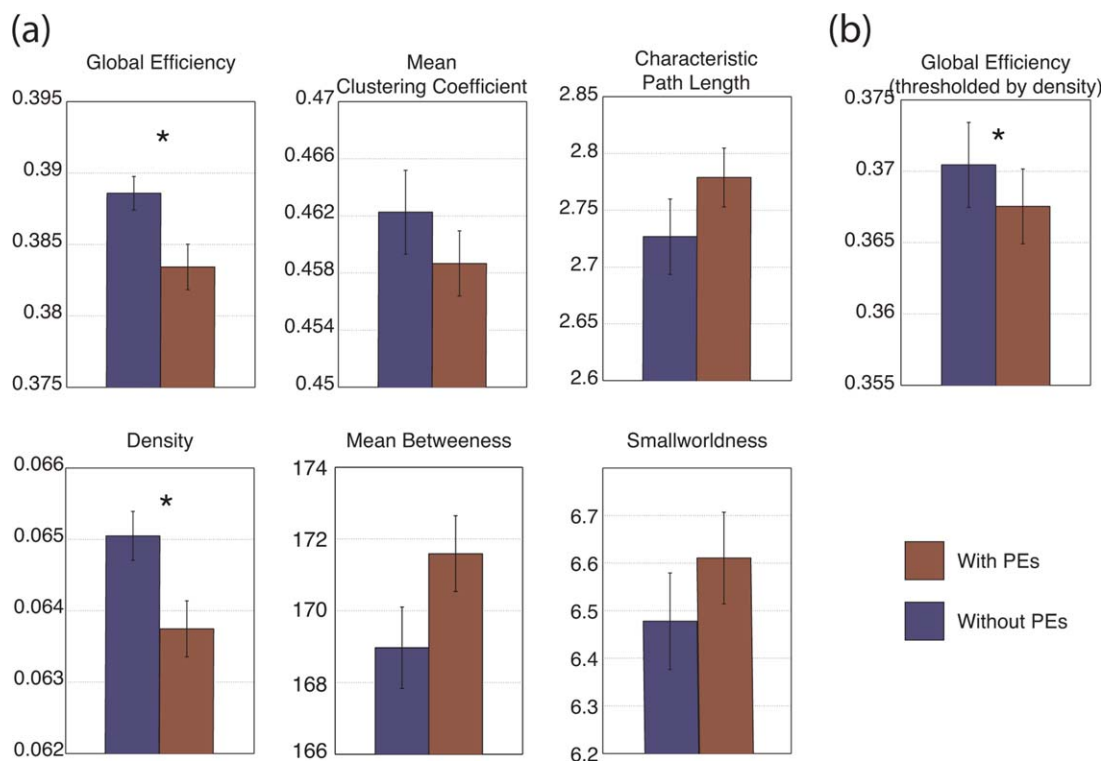 (a)
Global Efficiency
0.395
0.39
0.385
0.38
0.375
*
Mean
Clustering Coefficient
0.47
0.466
0.462
0.458
0.454
0.45
Characteristic
Path Length
2.85
2.8
2.75
2.7
2.65
2.6
(b)
Global Efficiency
(thresholded by density)
0.375
0.37
0.365
0.36
0.355
*
Density
0.066
0.065
0.064
0.063
0.062
*
Mean Betweeness
174
172
170
168
166
Smallworldness
6.7
6.6
6.5
6.4
6.3
6.2
With PEs
Without PEs